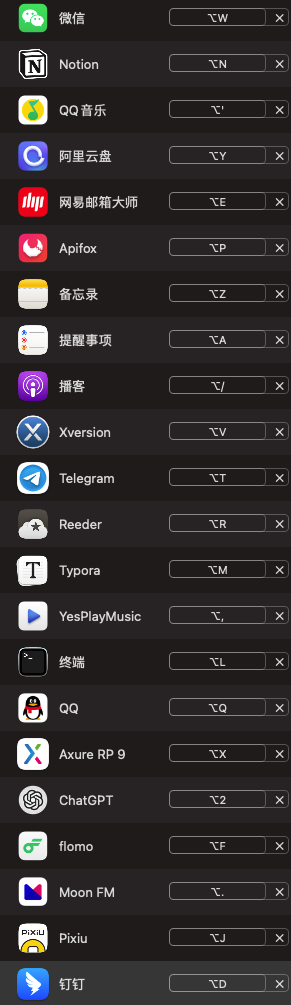 微信 ⌥W ×
N Notion ⌥N ×
QQ音乐 ⌥' ×
阿里云盘 ⌥Y ×
网易邮箱大师 ⌥E ×
Apifox ⌥P ×
备忘录 ⌥Z ×
提醒事项 ⌥A ×
播客 ⌥/ ×
X Xversion ⌥V ×
Telegram ⌥T ×
Reeder ⌥R ×
T Typora ⌥M ×
YesPlayMusic ⌥, ×
>_ 终端 ⌥L ×
QQ ⌥Q ×
Axure RP 9 ⌥X ×
ChatGPT ⌥2 ×
flomo ⌥F ×
Moon FM ⌥. ×
PiXiU Pixiu ⌥J ×
钉钉 ⌥D ×